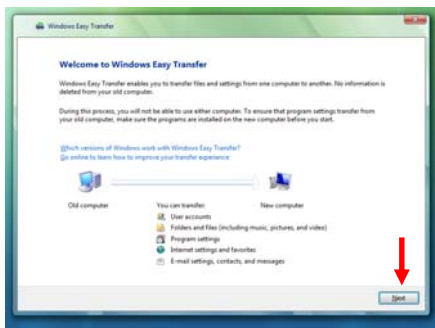 Windows Easy Transfer
Welcome to Windows Easy Transfer
Windows Easy Transfer enables you to transfer files and settings from one computer to another. No information is
deleted from your old computer.
During this process, you will not be able to use either computer. To ensure that program settings transfer from
your old computer, make sure the programs are installed on the new computer before you start.
Which versions of Windows work with Windows Easy Transfer?
Go online to learn how to improve your transfer experience
Old computer
You can transfer:
New computer
User accounts
Folders and files (including music, pictures, and video)
Program settings
Internet settings and favorites
E-mail settings, contacts, and messages
Next